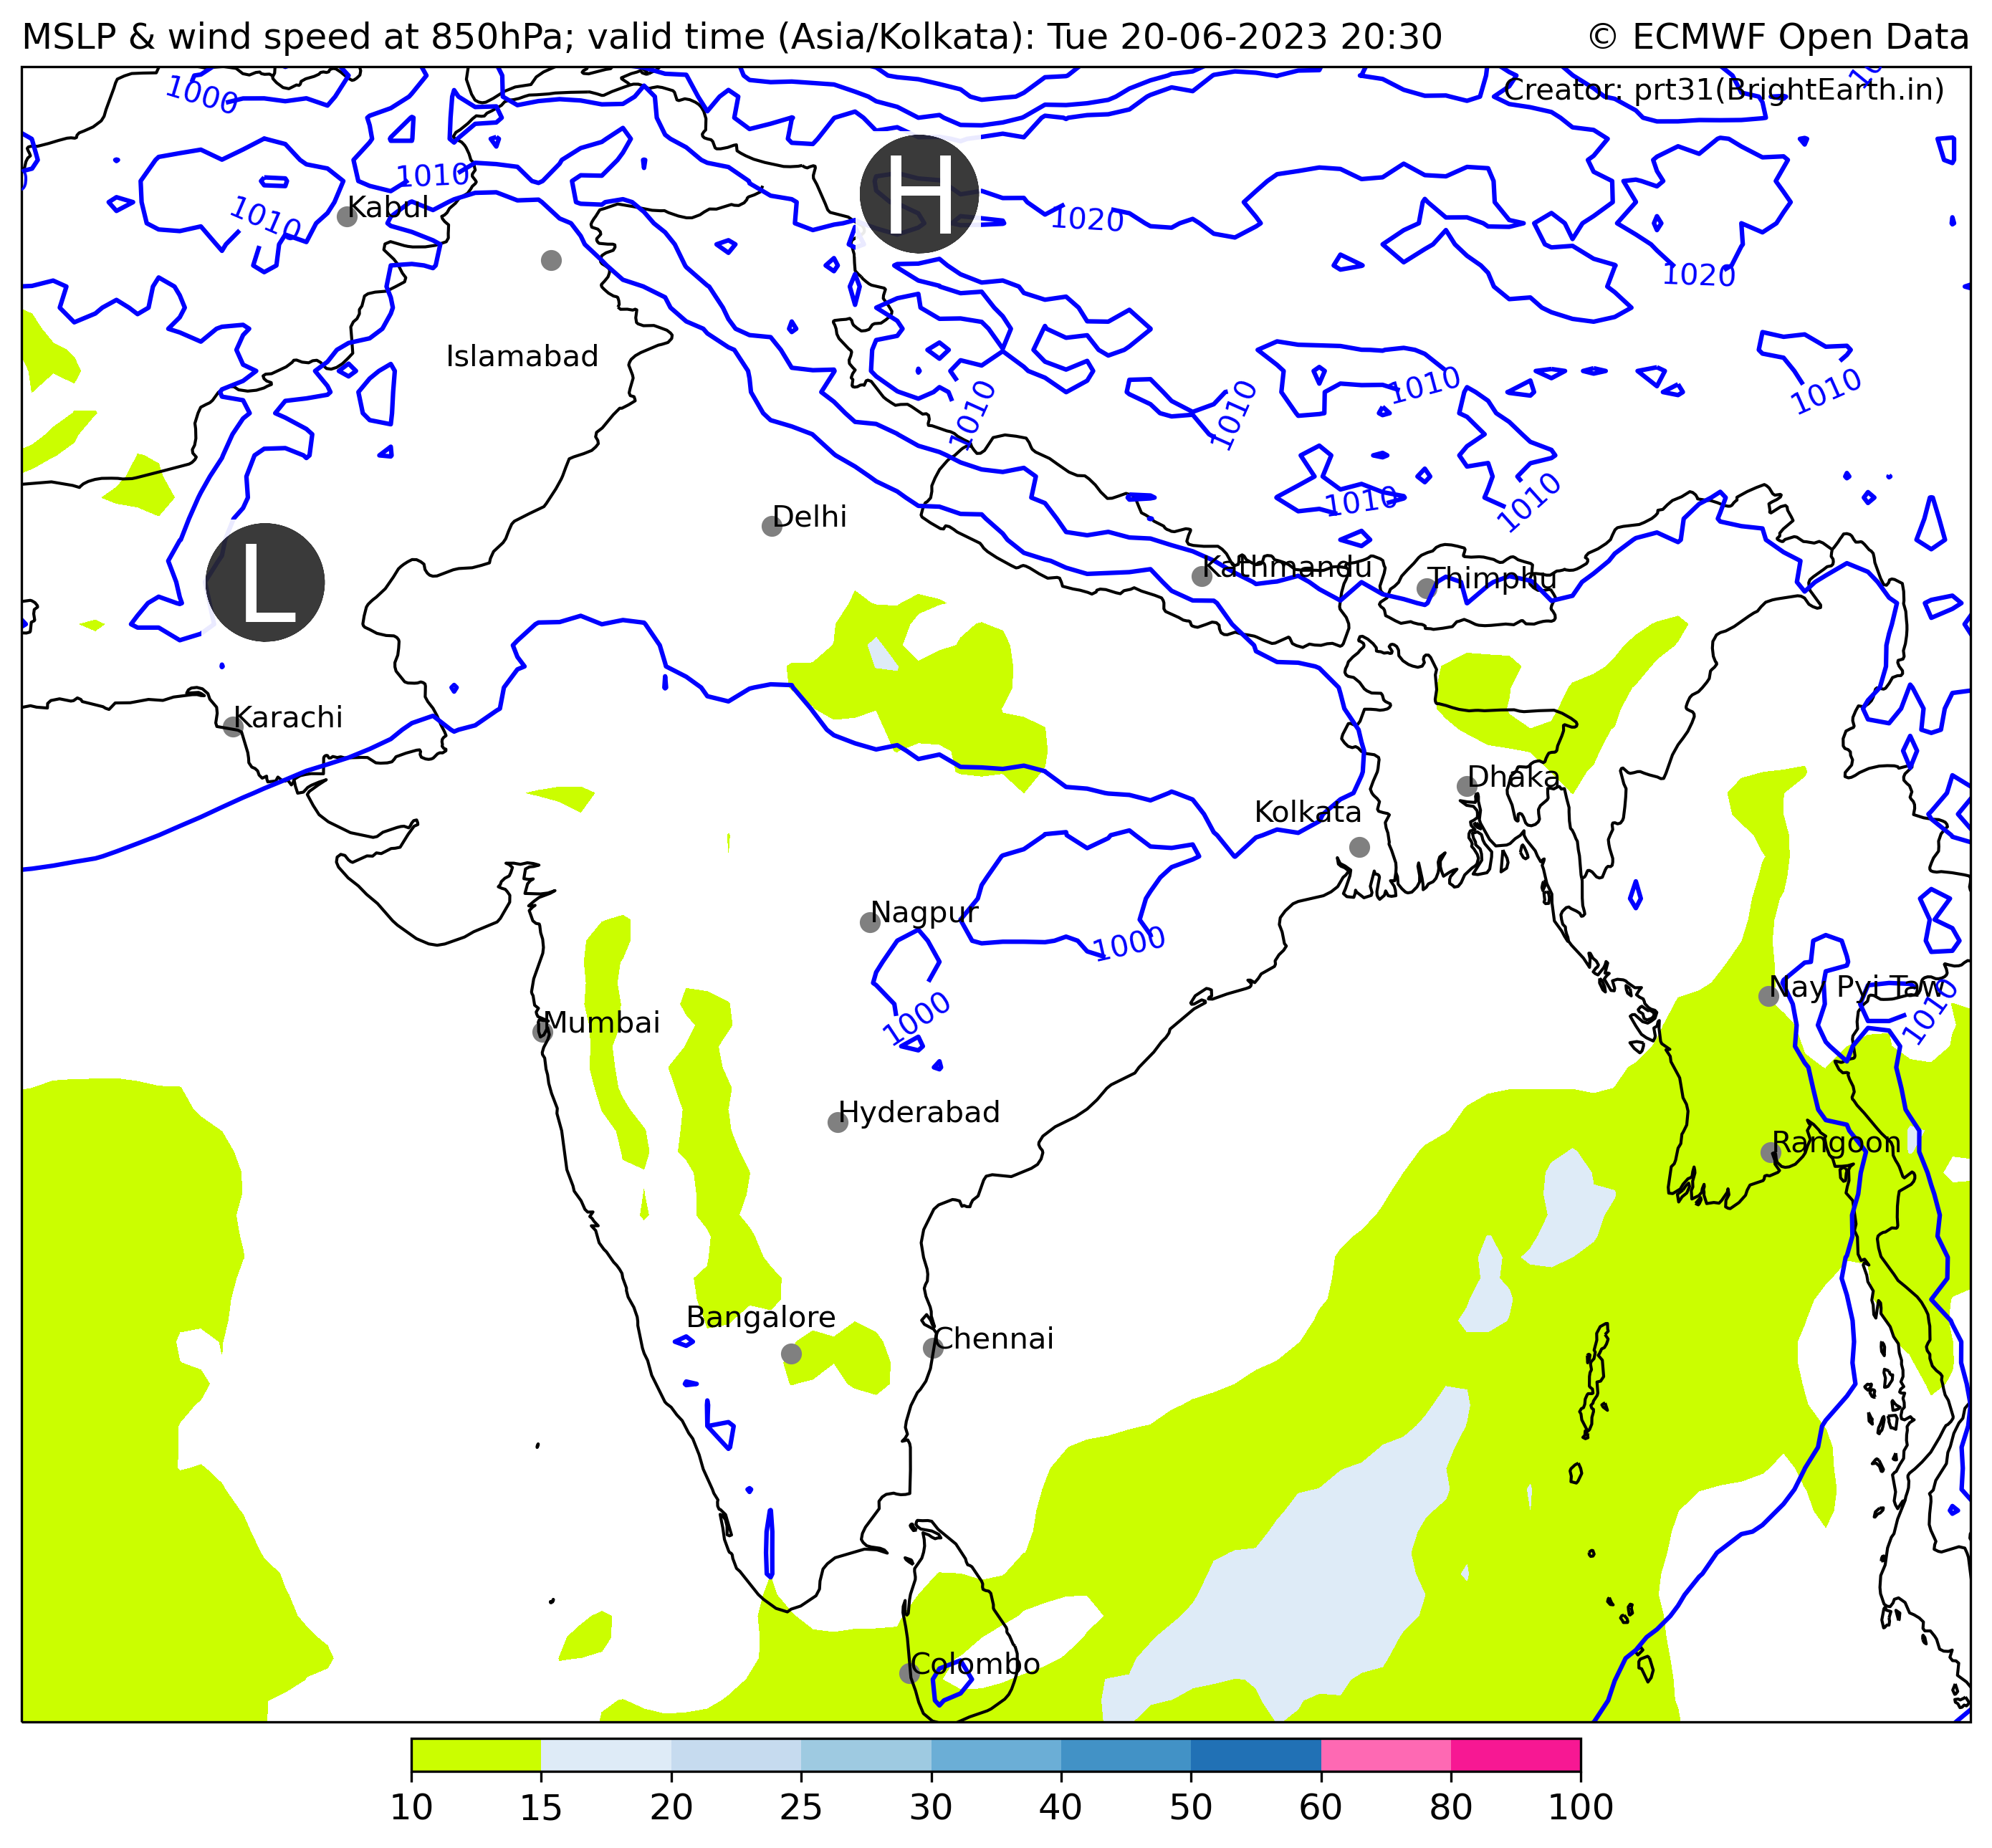 MSLP & wind speed at 850hPa; valid time (Asia/Kolkata): Tue 20-06-2023 20:30 © ECMWF Open Data
Creator: prt31(BrightEarth.in)
1000
H
1010
Kabul
1010
1020
1020
Islamabad
1010
1010
1010
1010
1010
1010
Delhi
L
Kathmandu
Thimphu
Karachi
Dhaka
Kolkata
Nagpur
1000
Nay Pyi Taw
1010
1000
Mumbai
Hyderabad
Rangoon
Bangalore
Chennai
Colombo
10 15 20 25 30 40 50 60 80 100